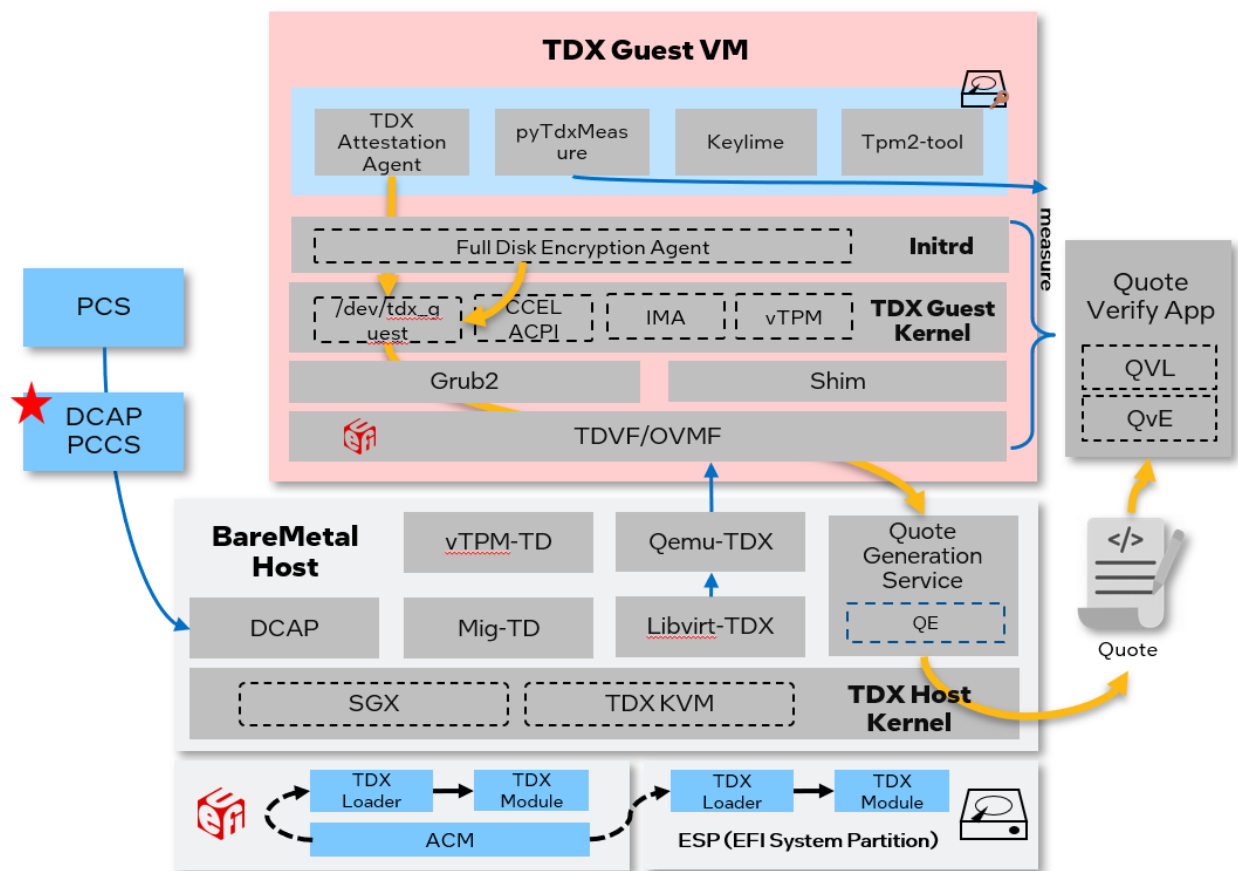 TDX Guest VM
TDX
Attestation
Agent
pyTdxMeas
ure
Keylime
Tpm2-tool
measure
Full Disk Encryption Agent
Initrd
/dev/tdx_g
uest
CCEL
ACPI
IMA
vTPM
TDX Guest
Kernel
Grub2
Shim
TDVF/OVMF
PCS
DCAP
PCCS
Quote
Verify App
QVL
QvE
BareMetal
Host
vTPM-TD
Qemu-TDX
Quote
Generation
Service
QE
DCAP
Mig-TD
Libvirt-TDX
</>
Quote
SGX
TDX KVM
TDX Host
Kernel
TDX
Loader
TDX
Module
ACM
TDX
Loader
TDX
Module
ESP (EFI System Partition)